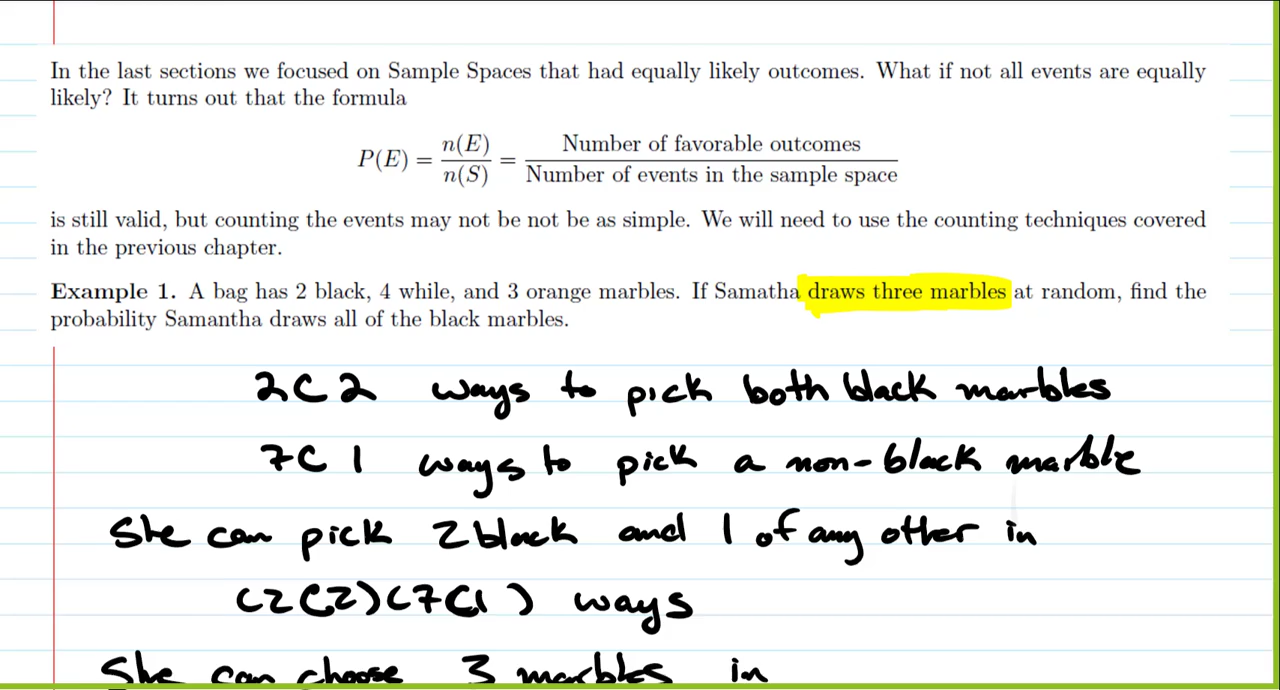 In the last sections we focused on Sample Spaces that had equally likely outcomes. What if not all events are equally
likely? It turns out that the formula
P(E) = n(E)/n(S) = Number of favorable outcomes/Number of events in the sample space
is still valid, but counting the events may not be not be as simple. We will need to use the counting techniques covered
in the previous chapter.
Example 1. A bag has 2 black, 4 while, and 3 orange marbles. If Samatha draws three marbles at random, find the
probability Samantha draws all of the black marbles.
2C2 ways to pick both black marbles
7C1 ways to pick a non-black marble
She can pick 2 black and 1 of any other in
(2C2)(7C1) ways
She can choose 3 marbles in